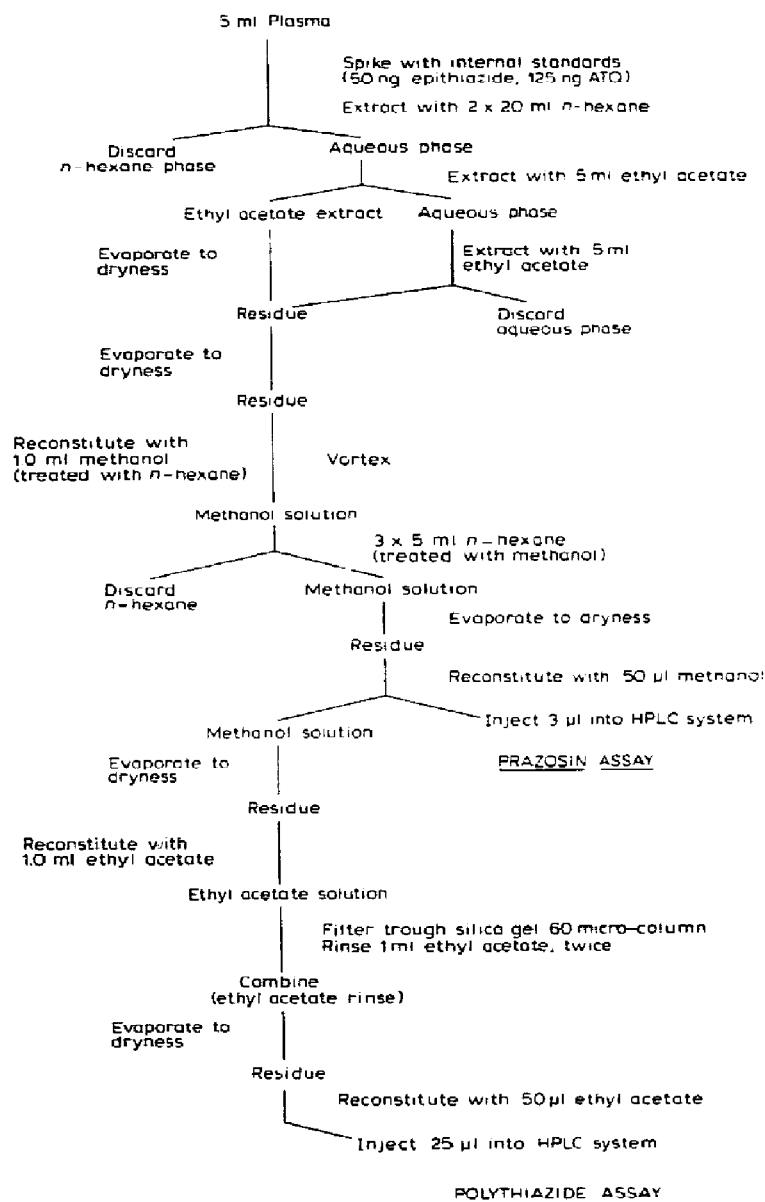 5 ml Plasma
Spike with internal standards
(50 ng epithiazide, 125 ng ATQ)
Extract with 2 x 20 ml n-hexane
Discard
n-hexane phase
Aqueous phase
Extract with 5 ml ethyl acetate
Ethyl acetate extract
Aqueous phase
Evaporate to
dryness
Extract with 5 ml
ethyl acetate
Residue
Discard
aqueous phase
Evaporate to
dryness
Residue
Reconstitute with
1.0 ml methanol
(treated with n-hexane)
Vortex
Methanol solution
3 x 5 ml n-hexane
(treated with methanol)
Discard
n-hexane
Methanol solution
Evaporate to dryness
Residue
Reconstitute with 50 µl methanol
Methanol solution
Inject 3 µl into HPLC system
Evaporate to
dryness
PRAZOSIN ASSAY
Residue
Reconstitute with
1.0 ml ethyl acetate
Ethyl acetate solution
Filter trough silica gel 60 micro-column
Rinse 1 ml ethyl acetate, twice
Combine
(ethyl acetate rinse)
Evaporate to
dryness
Residue
Reconstitute with 50 µl ethyl acetate
Inject 25 µl into HPLC system
POLYTHIAZIDE ASSAY